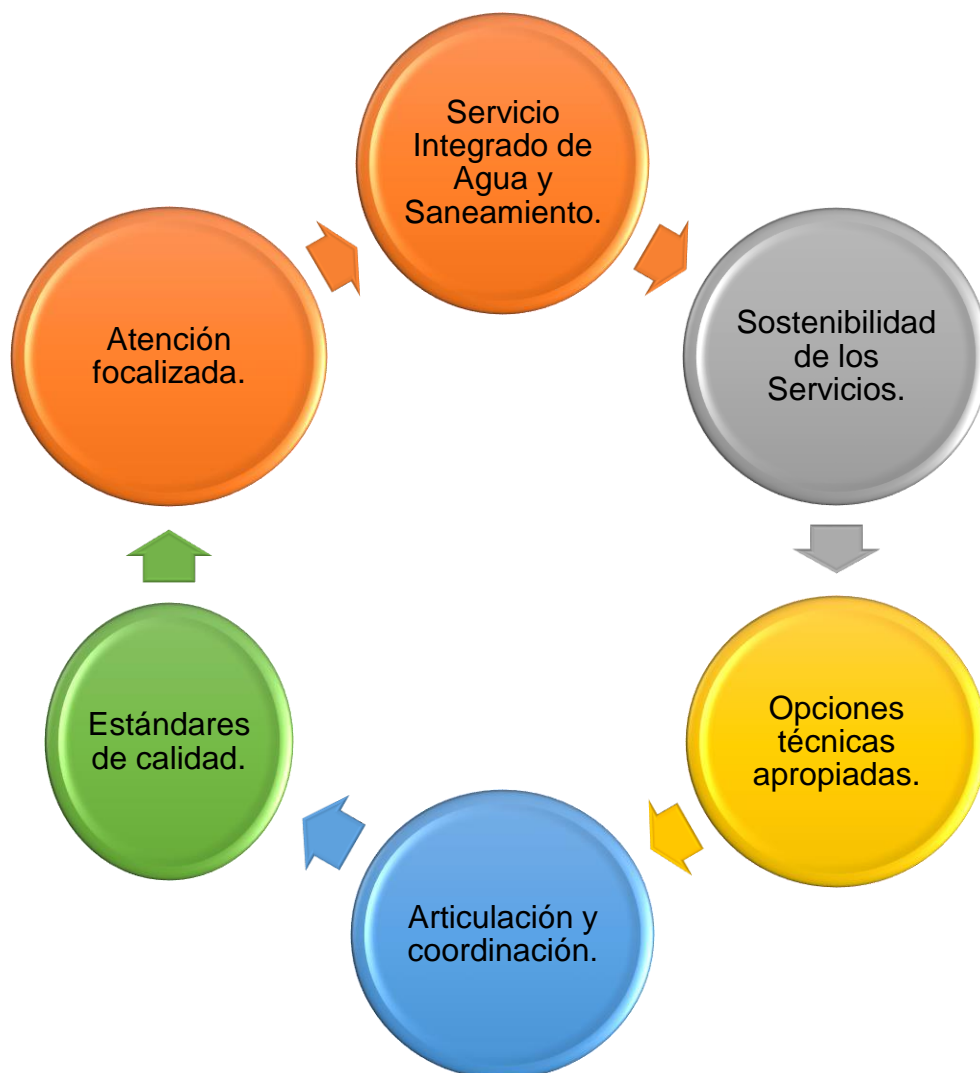 Servicio
Integrado de
Agua y
Saneamiento.
Sostenibilidad
de los
Servicios.
Opciones
técnicas
apropiadas.
Articulación y
coordinación.
Estándares
de calidad.
Atención
focalizada.